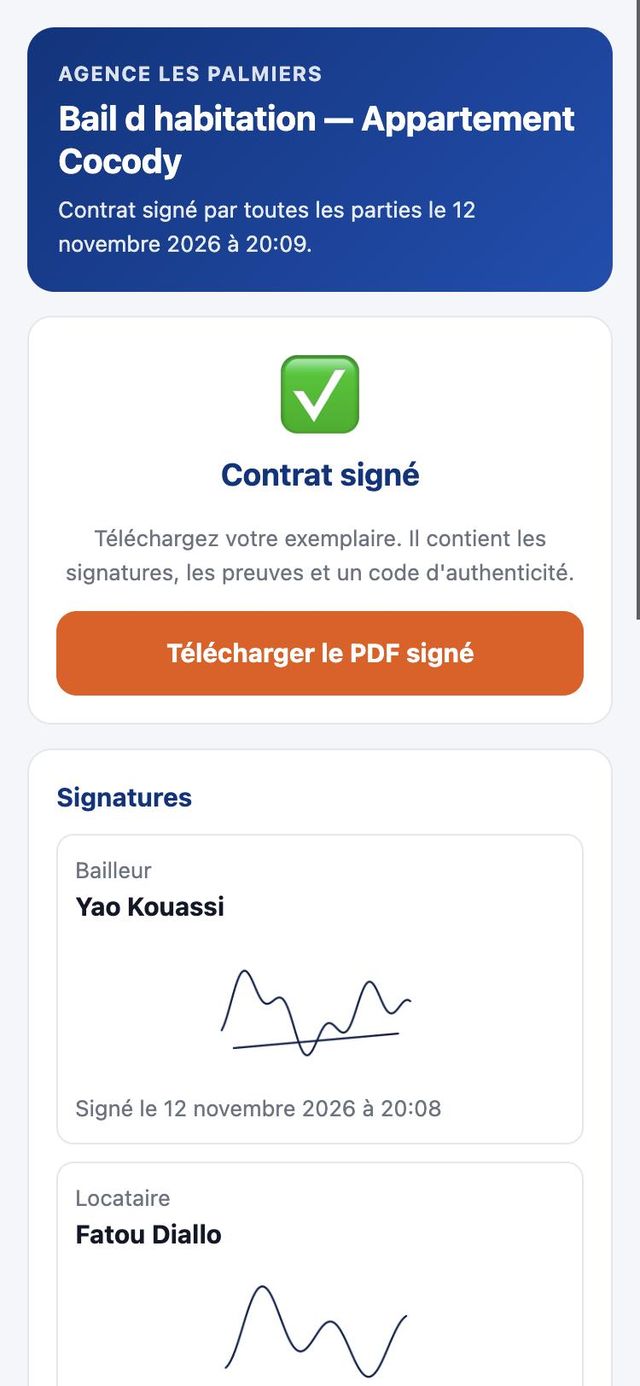 AGENCE LES PALMIERS
Bail d habitation — Appartement
Cocody
Contrat signé par toutes les parties le 12
novembre 2026 à 20:09.
Contrat signé
Téléchargez votre exemplaire. Il contient les
signatures, les preuves et un code d'authenticité.
Télécharger le PDF signé
Signatures
Bailleur
Yao Kouassi
Signé le 12 novembre 2026 à 20:08
Locataire
Fatou Diallo